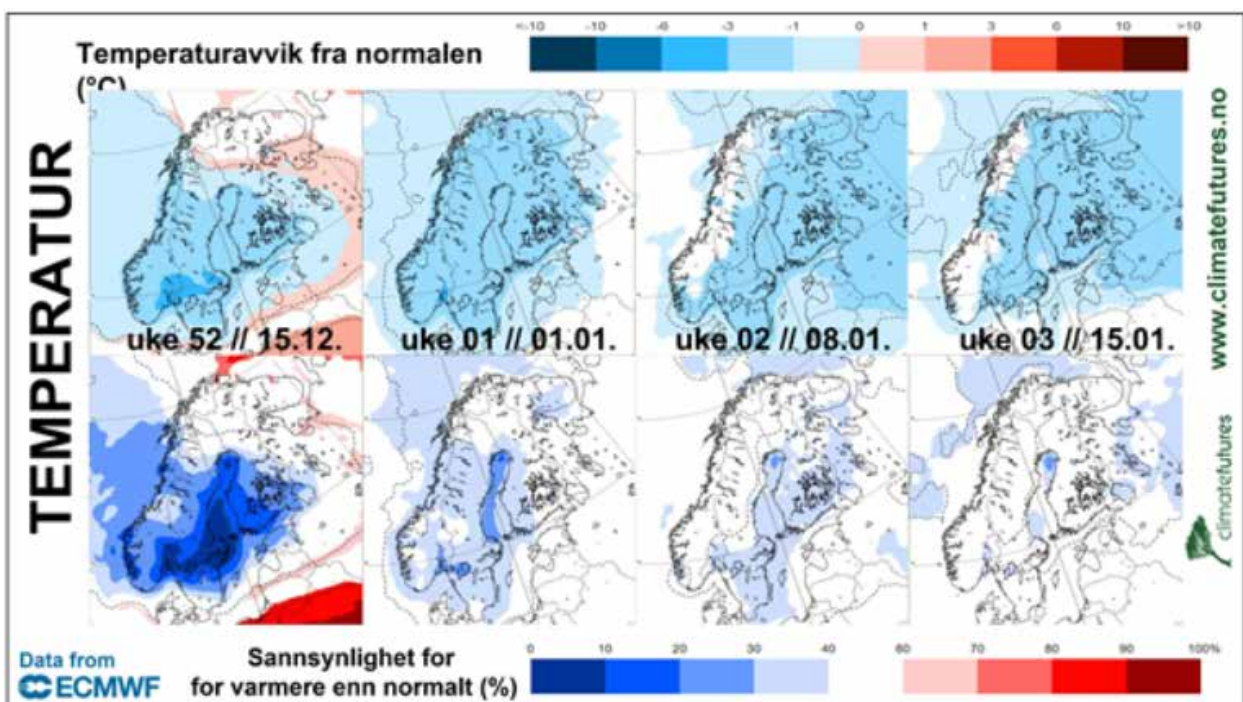 <-10 -10 -6 -3 -1 0 1 3 6 10 >10
Temperaturavvik fra normalen
(°C)
TEMPERATUR
uke 52 // 15.12.
uke 01 // 01.01.
uke 02 // 08.01.
uke 03 // 15.01.
www.climatefutures.no
climatefutures
Data from
ECMWF
Sannsynlighet for
for varmere enn normalt (%)
0 10 20 30 40
60 70 80 90 100%